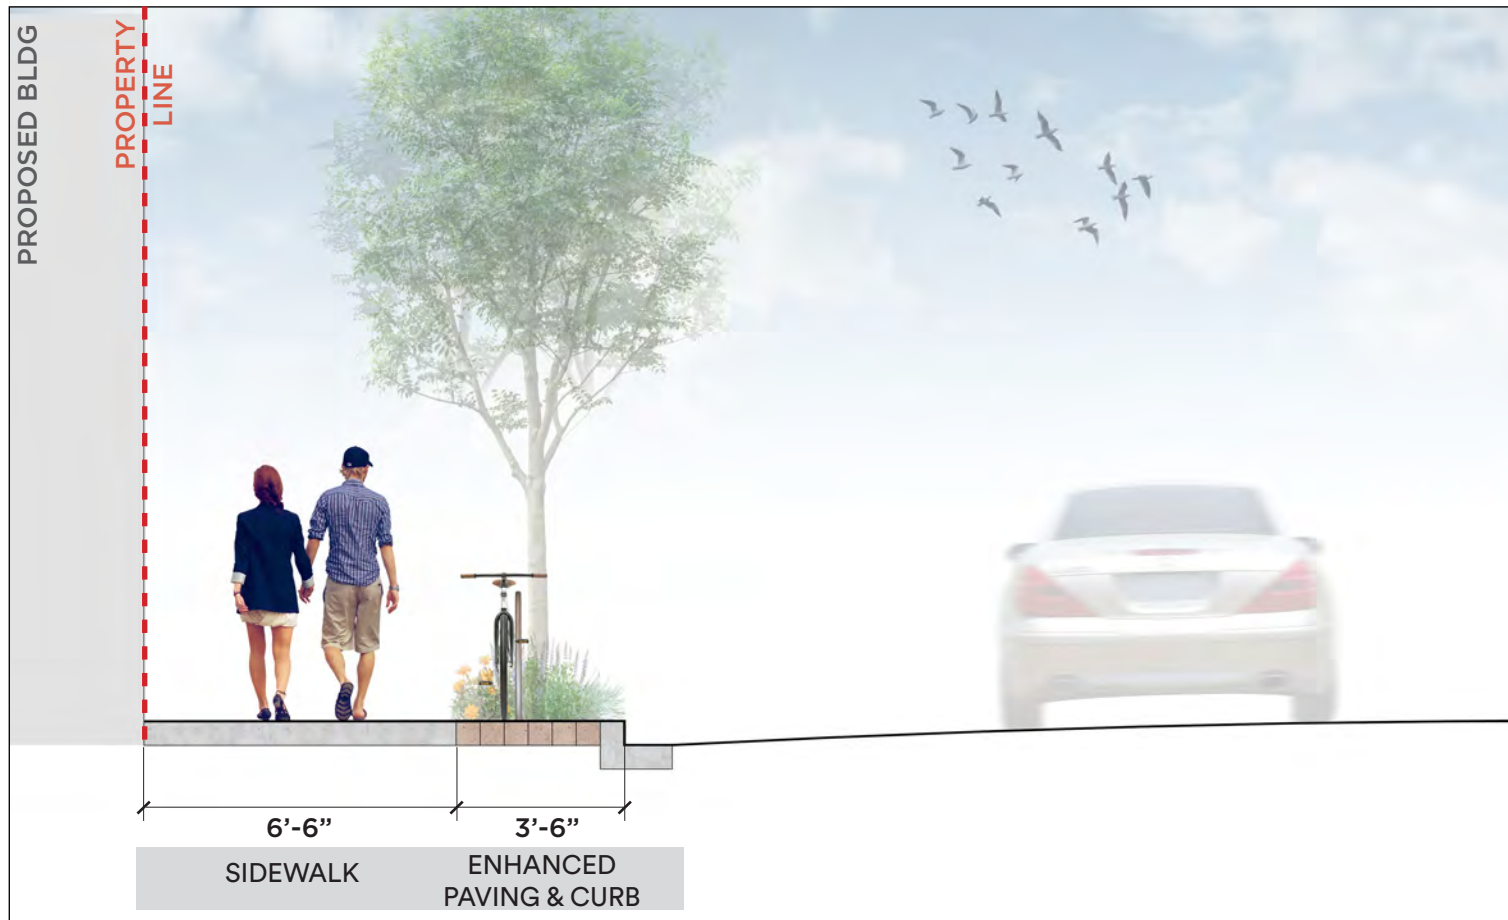 PROPOSED BLDG
PROPERTY
LINE
6’-6”
3’-6”
SIDEWALK
ENHANCED
PAVING & CURB